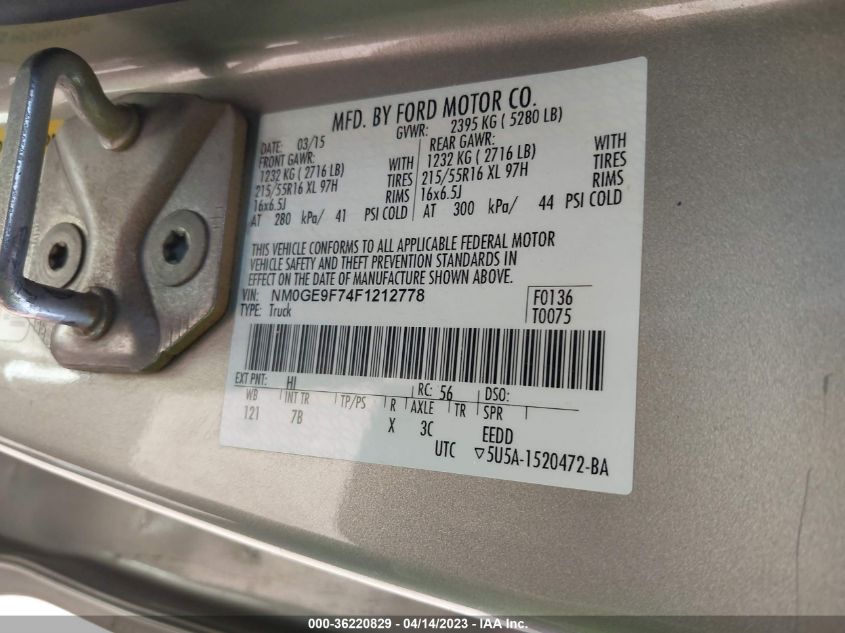 MFD. BY FORD MOTOR CO.
DATE: 03/15 GVWR: 2395 KG ( 5280 LB)
FRONT GAWR: REAR GAWR:
1232 KG ( 2716 LB) WITH 1232 KG ( 2716 LB) WITH
215/55R16 XL 97H TIRES 215/55R16 XL 97H TIRES
16x6.5J RIMS 16x6.5J RIMS
AT 280 kPa/ 41 PSI COLD AT 300 kPa/ 44 PSI COLD
THIS VEHICLE CONFORMS TO ALL APPLICABLE FEDERAL MOTOR
VEHICLE SAFETY AND THEFT PREVENTION STANDARDS IN
EFFECT ON THE DATE OF MANUFACTURE SHOWN ABOVE.
VIN: NM0GE9F74F1212778 F0136
TYPE: Truck T0075
EXT PNT: HI RC: 56 DSO:
WB INT TR TP/PS R AXLE TR SPR
121 7B X 3C EEDD
UTC ▽5U5A-1520472-BA
000-36220829 - 04/14/2023 - IAA Inc.